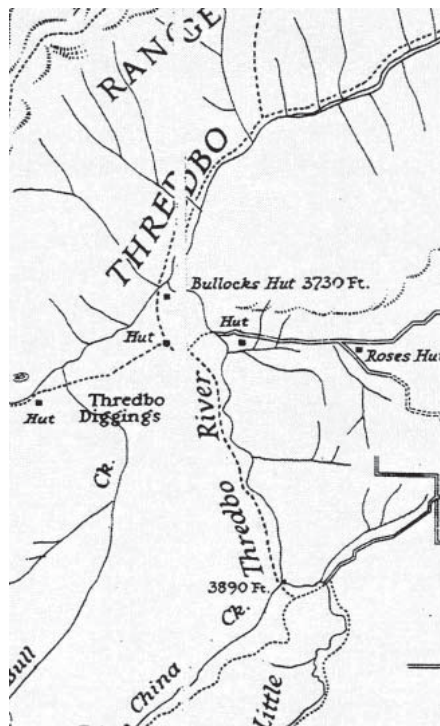 RANGE
THREDBO
Bullocks Hut 3730 Ft.
Hut
Hut
Roses Hut
Hut
Thredbo
Diggings
River
Ck.
Thredbo
3890 Ft.
Ck.
China
Little